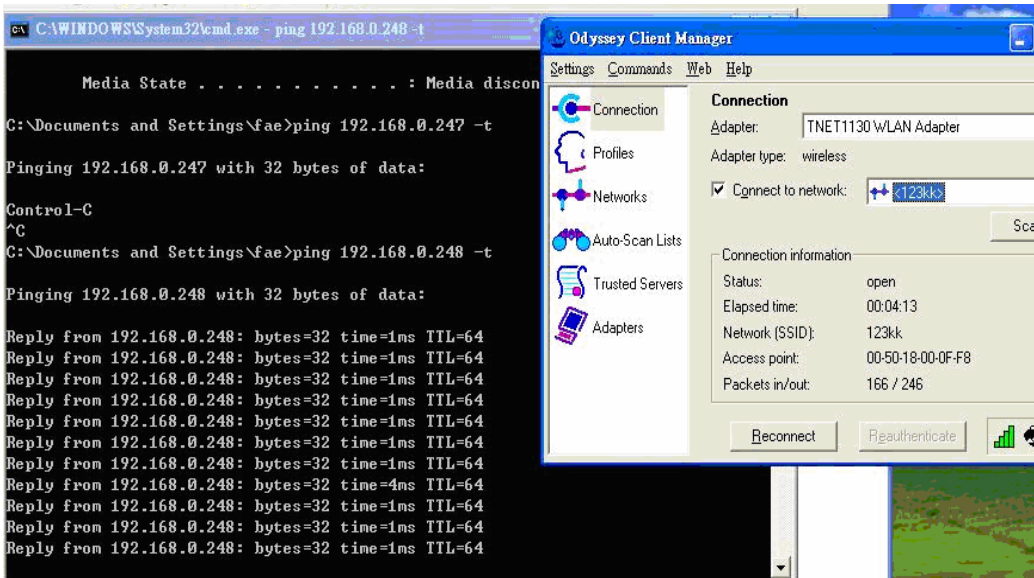 C:\WINDOWS\System32\cmd.exe - ping 192.168.0.248 -t
Media State . . . . . . . . . . . : Media discon
C:\Documents and Settings\fae>ping 192.168.0.247 -t
Pinging 192.168.0.247 with 32 bytes of data:
Control-C
^C
C:\Documents and Settings\fae>ping 192.168.0.248 -t
Pinging 192.168.0.248 with 32 bytes of data:
Reply from 192.168.0.248: bytes=32 time=1ms TTL=64
Reply from 192.168.0.248: bytes=32 time=1ms TTL=64
Reply from 192.168.0.248: bytes=32 time=1ms TTL=64
Reply from 192.168.0.248: bytes=32 time=1ms TTL=64
Reply from 192.168.0.248: bytes=32 time=1ms TTL=64
Reply from 192.168.0.248: bytes=32 time=1ms TTL=64
Reply from 192.168.0.248: bytes=32 time=1ms TTL=64
Reply from 192.168.0.248: bytes=32 time=4ms TTL=64
Reply from 192.168.0.248: bytes=32 time=1ms TTL=64
Reply from 192.168.0.248: bytes=32 time=1ms TTL=64
Reply from 192.168.0.248: bytes=32 time=1ms TTL=64
Odyssey Client Manager
Settings Commands Web Help
Connection
Profiles
Networks
Auto-Scan Lists
Trusted Servers
Adapters
Connection
Adapter: TNET1130 WLAN Adapter
Adapter type: wireless
Connect to network: <123kk>
Sca
Connection information
Status: open
Elapsed time: 00:04:13
Network (SSID): 123kk
Access point: 00-50-18-00-0F-F8
Packets in/out: 166 / 246
Reconnect Reauthenticate